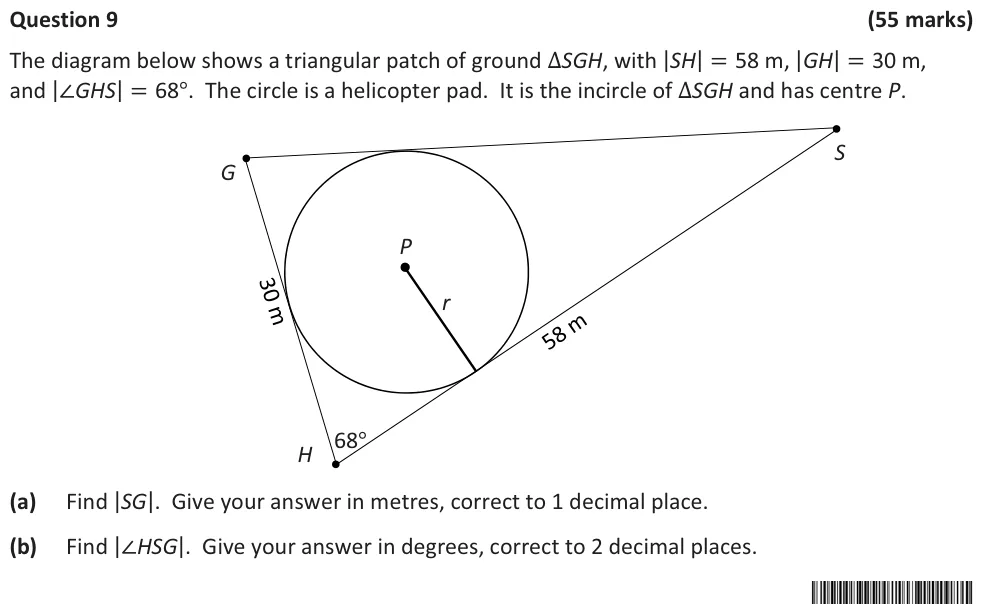 Question 9 (55 marks)
The diagram below shows a triangular patch of ground ΔSGH, with |SH| = 58 m, |GH| = 30 m,
and |∠GHS| = 68°. The circle is a helicopter pad. It is the incircle of ΔSGH and has centre P.
G
S
P
r
30 m
58 m
68°
H
(a) Find |SG|. Give your answer in metres, correct to 1 decimal place.
(b) Find |∠HSG|. Give your answer in degrees, correct to 2 decimal places.